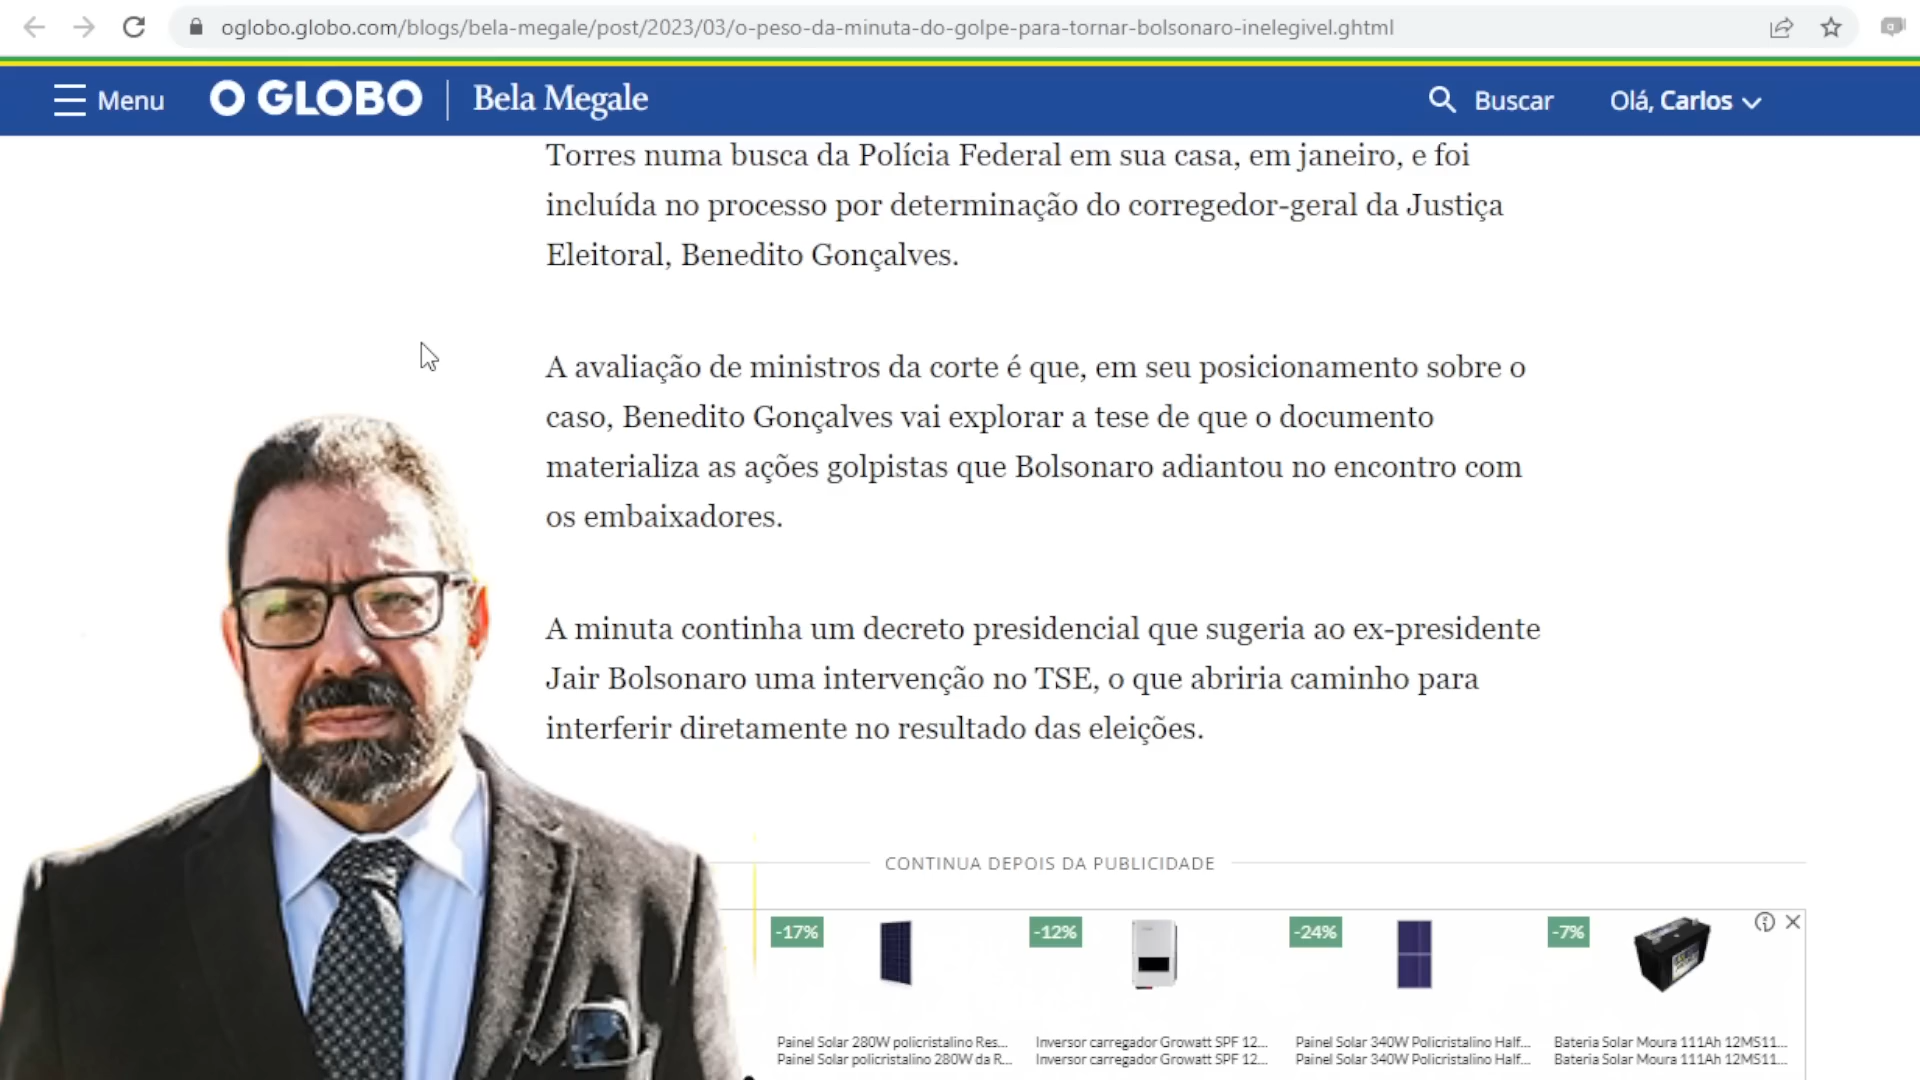 oglobo.globo.com/blogs/bela-megale/post/2023/03/o-peso-da-minuta-do-golpe-para-tornar-bolsonaro-inelegivel.ghtml
Menu O GLOBO Bela Megale Buscar Olá, Carlos
Torres numa busca da Polícia Federal em sua casa, em janeiro, e foi
incluída no processo por determinação do corregedor-geral da Justiça
Eleitoral, Benedito Gonçalves.
A avaliação de ministros da corte é que, em seu posicionamento sobre o
caso, Benedito Gonçalves vai explorar a tese de que o documento
materializa as ações golpistas que Bolsonaro adiantou no encontro com
os embaixadores.
A minuta continha um decreto presidencial que sugeria ao ex-presidente
Jair Bolsonaro uma intervenção no TSE, o que abriria caminho para
interferir diretamente no resultado das eleições.
CONTINUA DEPOIS DA PUBLICIDADE
-17%
Painel Solar 280W policristalino Res...
Painel Solar policristalino 280W da R...
-12%
Inversor carregador Growatt SPF 12...
Inversor carregador Growatt SPF 12...
-24%
Painel Solar 340W Policristalino Half...
Painel Solar 340W Policristalino Half...
-7%
Bateria Solar Moura 111Ah 12MS11...
Bateria Solar Moura 111Ah 12MS11...